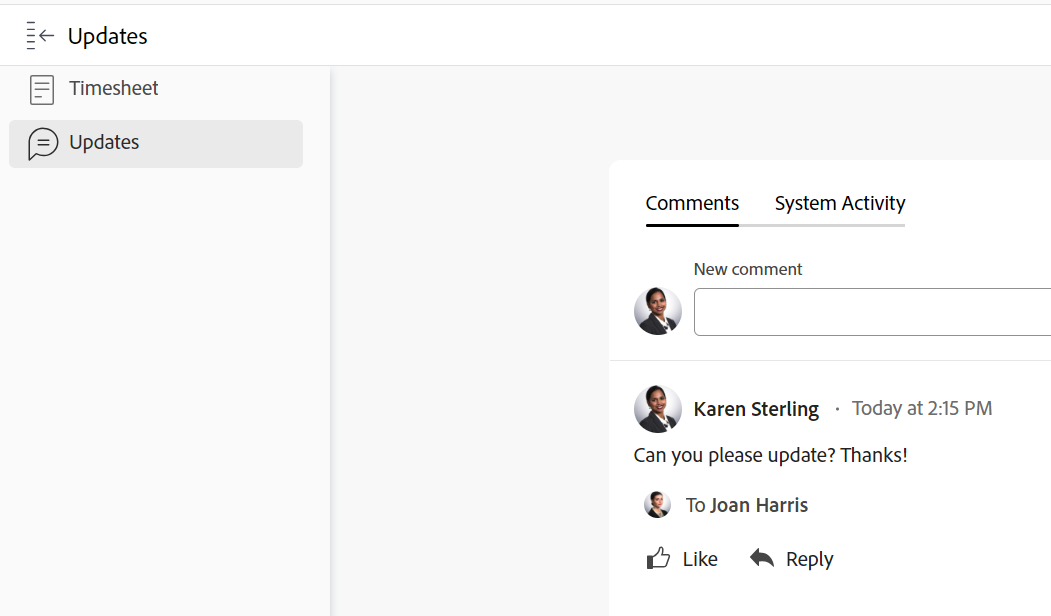 Updates
Timesheet
Updates
Comments System Activity
New comment
Karen Sterling · Today at 2:15 PM
Can you please update? Thanks!
To Joan Harris
Like Reply